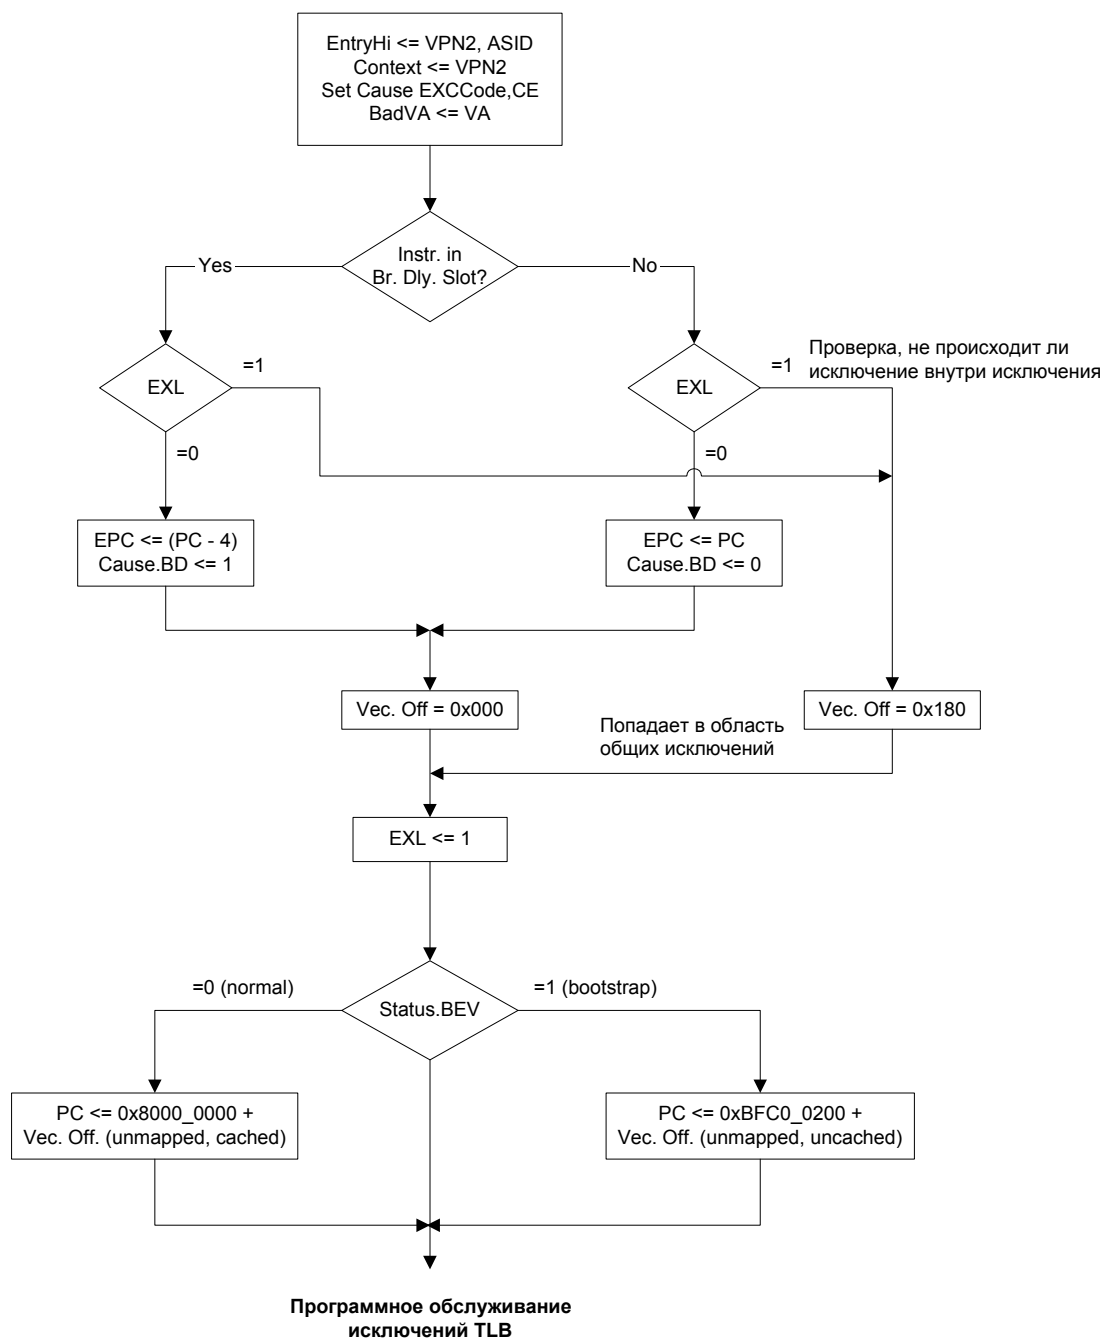 EntryHi <= VPN2, ASID
Context <= VPN2
Set Cause EXCCode,CE
BadVA <= VA
Instr. in
Br. Dly. Slot?
Yes
No
EXL
=1
=0
EXL
=1
=0
Проверка, не происходит ли
исключение внутри исключения
EPC <= (PC - 4)
Cause.BD <= 1
EPC <= PC
Cause.BD <= 0
Vec. Off = 0x000
Vec. Off = 0x180
Попадает в область
общих исключений
EXL <= 1
Status.BEV
=0 (normal)
=1 (bootstrap)
PC <= 0x8000_0000 +
Vec. Off. (unmapped, cached)
PC <= 0xBFC0_0200 +
Vec. Off. (unmapped, uncached)
Программное обслуживание
исключений TLB